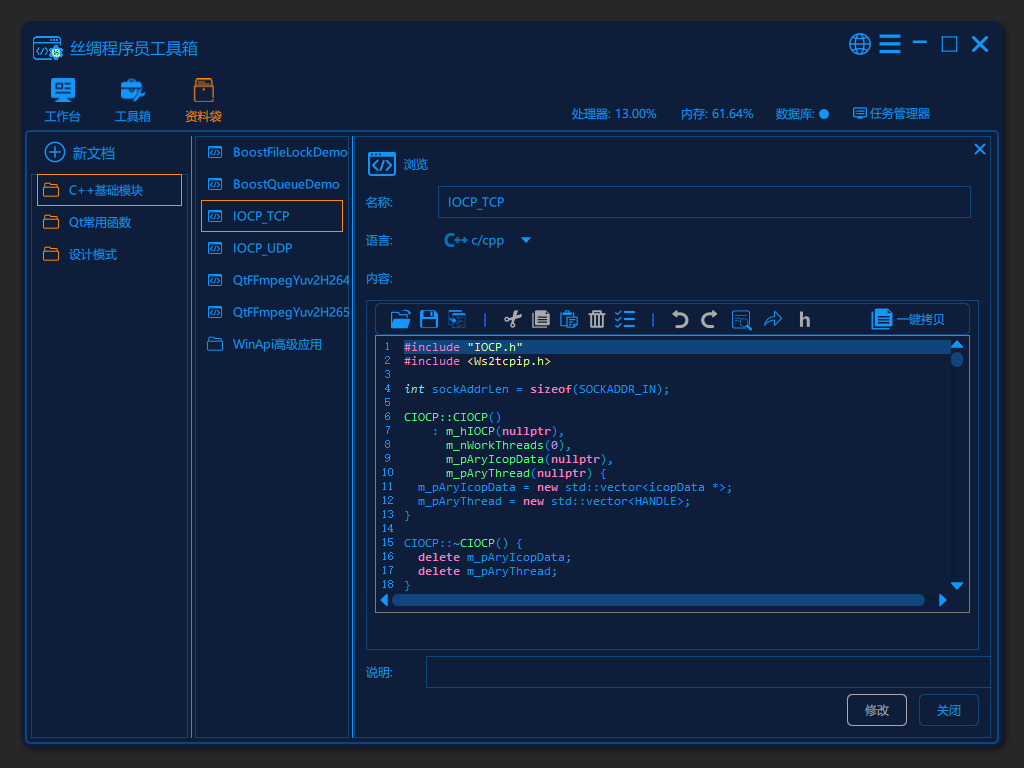 丝绸程序员工具箱
工作台 工具箱 资料袋
处理器: 13.00% 内存: 61.64% 数据库: 任务管理器
新文档
C++基础模块
Qt常用函数
设计模式
BoostFileLockDemo
BoostQueueDemo
IOCP_TCP
IOCP_UDP
QtFFmpegYuv2H264
QtFFmpegYuv2H265
WinApi高级应用
浏览
名称: IOCP_TCP
语言: C++ c/cpp
内容:
h 一键拷贝
1 #include "IOCP.h"
2 #include <Ws2tcpip.h>
3
4 int sockAddrLen = sizeof(SOCKADDR_IN);
5
6 CIOCP::CIOCP()
7     : m_hIOCP(nullptr),
8       m_nWorkThreads(0),
9       m_pAryIcopData(nullptr),
10       m_pAryThread(nullptr) {
11   m_pAryIcopData = new std::vector<icopData *>;
12   m_pAryThread = new std::vector<HANDLE>;
13 }
14
15 CIOCP::~CIOCP() {
16   delete m_pAryIcopData;
17   delete m_pAryThread;
18 }
说明:
修改 关闭